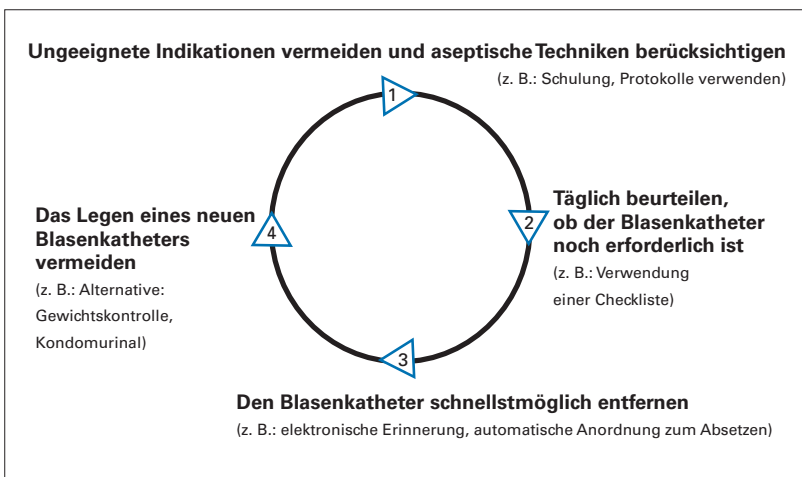 Ungeeignete Indikationen vermeiden und aseptische Techniken berücksichtigen
(z. B.: Schulung, Protokolle verwenden)
1
Täglich beurteilen,
ob der Blasenkatheter
noch erforderlich ist
(z. B.: Verwendung
einer Checkliste)
2
3
Den Blasenkatheter schnellstmöglich entfernen
(z. B.: elektronische Erinnerung, automatische Anordnung zum Absetzen)
Das Legen eines neuen
Blasenkatheters
vermeiden
(z. B.: Alternative:
Gewichtskontrolle,
Kondomurinal)
4